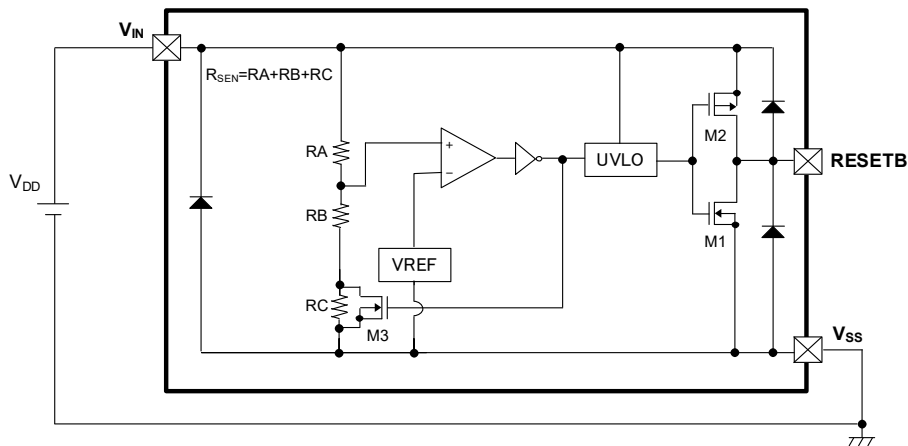 V_IN
R_SEN=RA+RB+RC
M2
RA
+
−
UVLO
RESETB
V_DD
RB
M1
VREF
RC
M3
V_SS